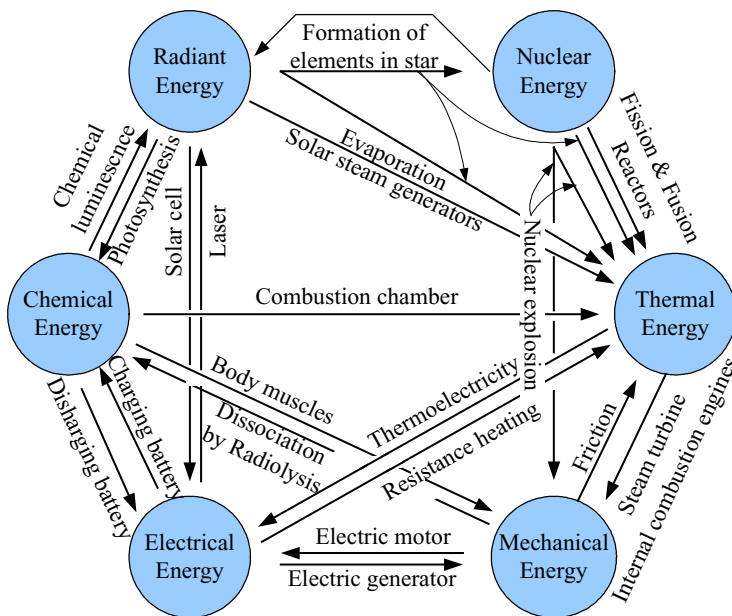 Radiant
Energy
Formation of
elements in star
Nuclear
Energy
Chemical
luminescnce
Photosynthesis
Solar cell
Laser
Evaporation
Solar steam generators
Fission & Fusion
Reactors
Nuclear explosion
Chemical
Energy
Combustion chamber
Thermal
Energy
Body muscles
Dissociation
by Radiolysis
Thermoelectricity
Resistance heating
Charging battery
Disharging battery
Friction
Steam turbine
Internal combustion engines
Electrical
Energy
Electric motor
Electric generator
Mechanical
Energy